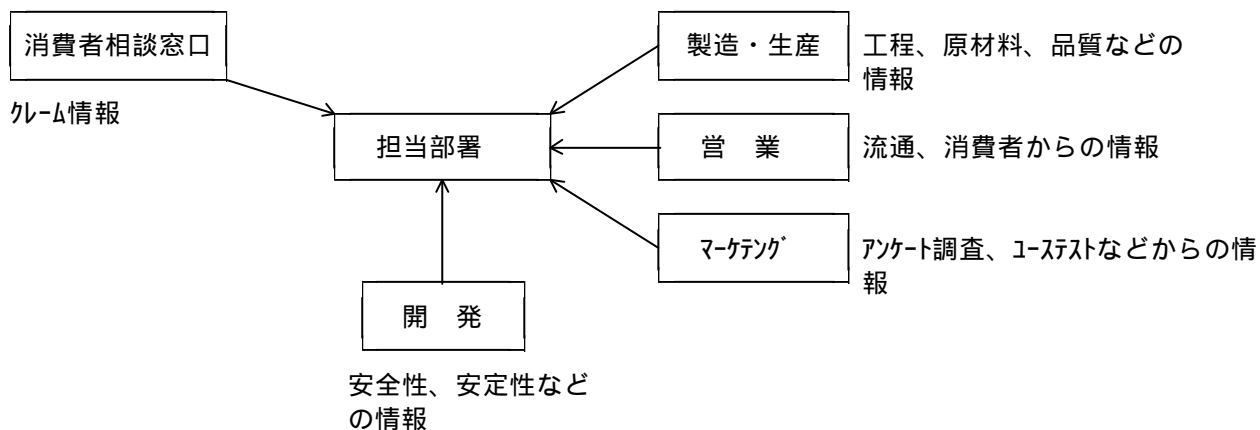 消費者相談窓口
ｸﾚｰﾑ情報
製造・生産
工程、原材料、品質などの
情報
担当部署
営　業
流通、消費者からの情報
ﾏｰｹﾃﾝｸﾞ
ｱﾝｹｰﾄ調査、ﾕｰｽﾃｽﾄなどからの情
報
開　発
安全性、安定性など
の情報